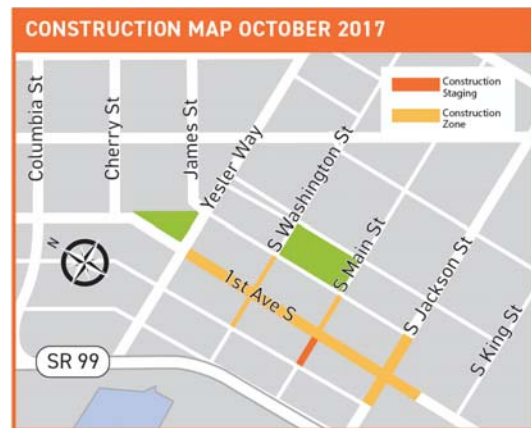 CONSTRUCTION MAP OCTOBER 2017
Construction
Staging
Construction
Zone
Columbia St
Cherry St
James St
Yesler Way
S Washington St
S Main St
S Jackson St
S King St
1st Ave S
N
SR 99